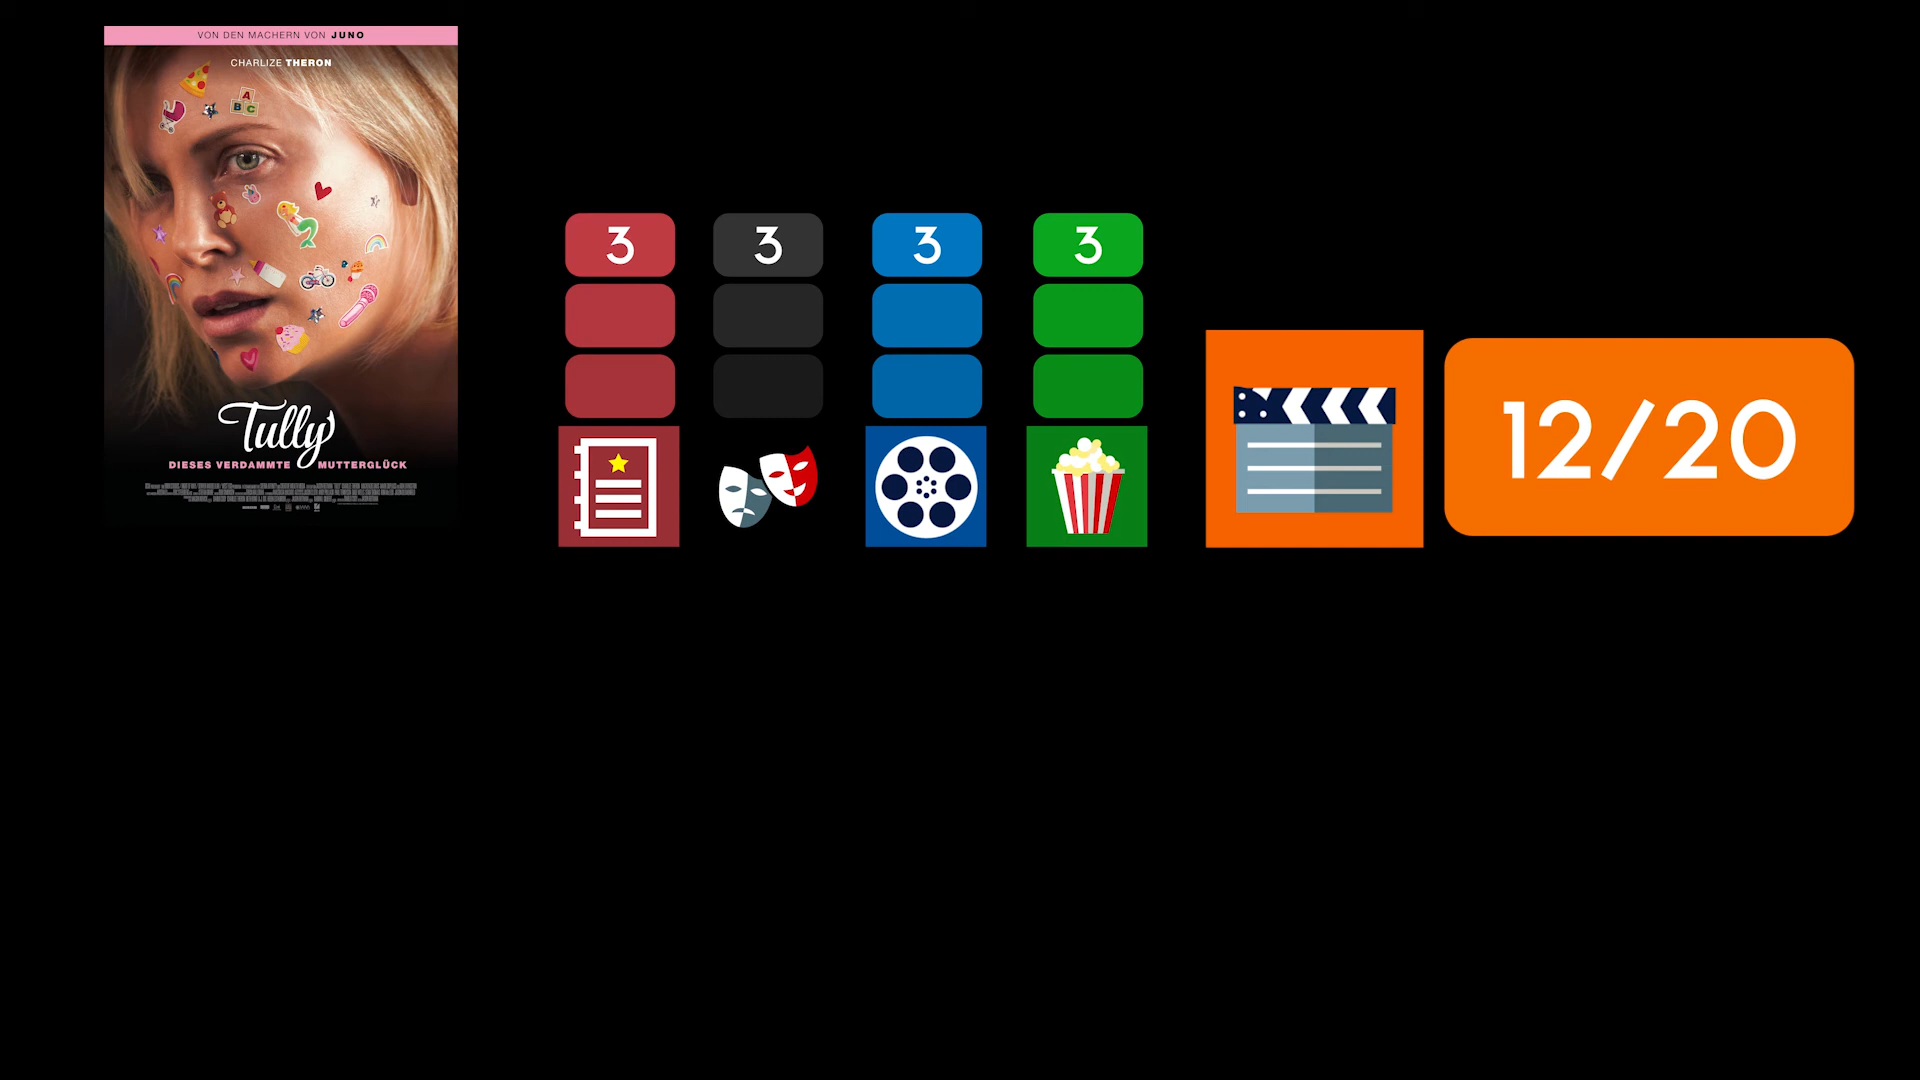 VON DEN MACHERN VON JUNO
CHARLIZE THERON
A
B C
Tully
DIESES VERDAMMTE MUTTERGLÜCK
3 3 3 3
12/20